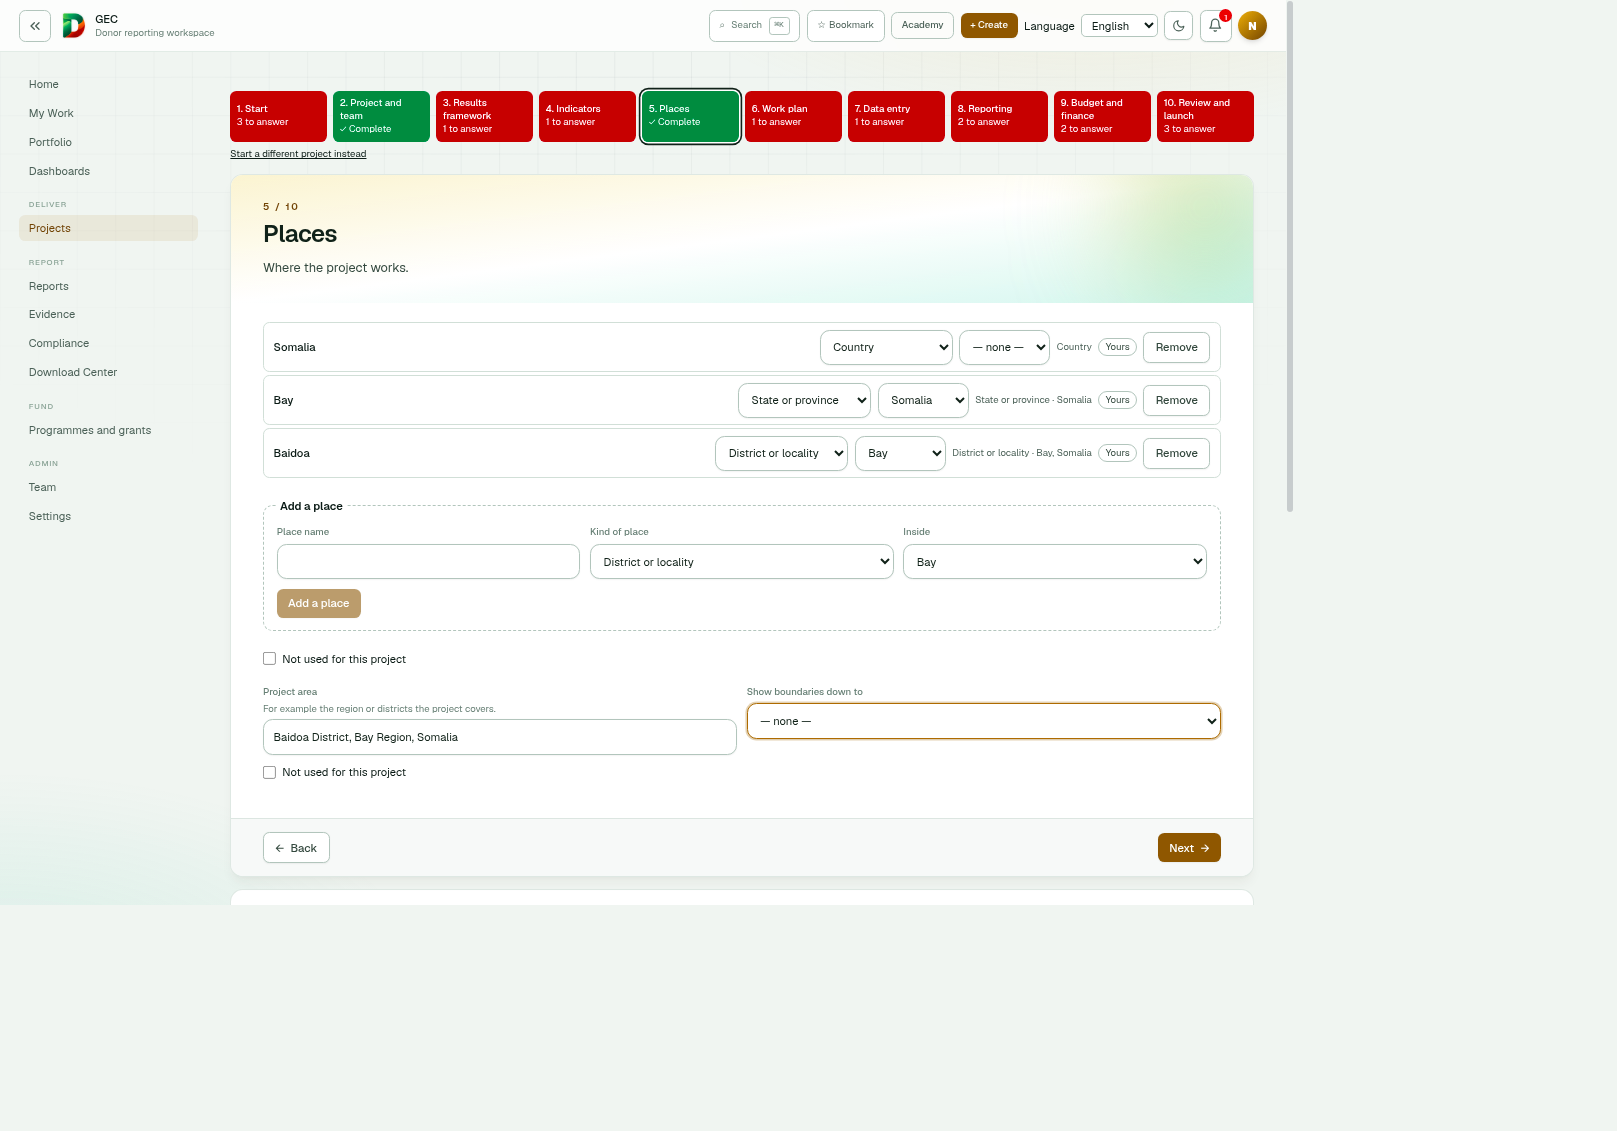 GEC
Donor reporting workspace
Search ⌘K
☆ Bookmark
Academy
+ Create
Language
English
1
N
Home
My Work
Portfolio
Dashboards
DELIVER
Projects
REPORT
Reports
Evidence
Compliance
Download Center
FUND
Programmes and grants
ADMIN
Team
Settings
1. Start
3 to answer
2. Project and team
✓ Complete
3. Results framework
1 to answer
4. Indicators
1 to answer
5. Places
✓ Complete
6. Work plan
1 to answer
7. Data entry
1 to answer
8. Reporting
2 to answer
9. Budget and finance
2 to answer
10. Review and launch
3 to answer
Start a different project instead
5 / 10
Places
Where the project works.
Somalia Country — none — Country Yours Remove
Bay State or province Somalia State or province · Somalia Yours Remove
Baidoa District or locality Bay District or locality · Bay, Somalia Yours Remove
Add a place
Place name Kind of place Inside
District or locality Bay
Add a place
Not used for this project
Project area
For example the region or districts the project covers.
Baidoa District, Bay Region, Somalia
Show boundaries down to
— none —
Not used for this project
← Back
Next →